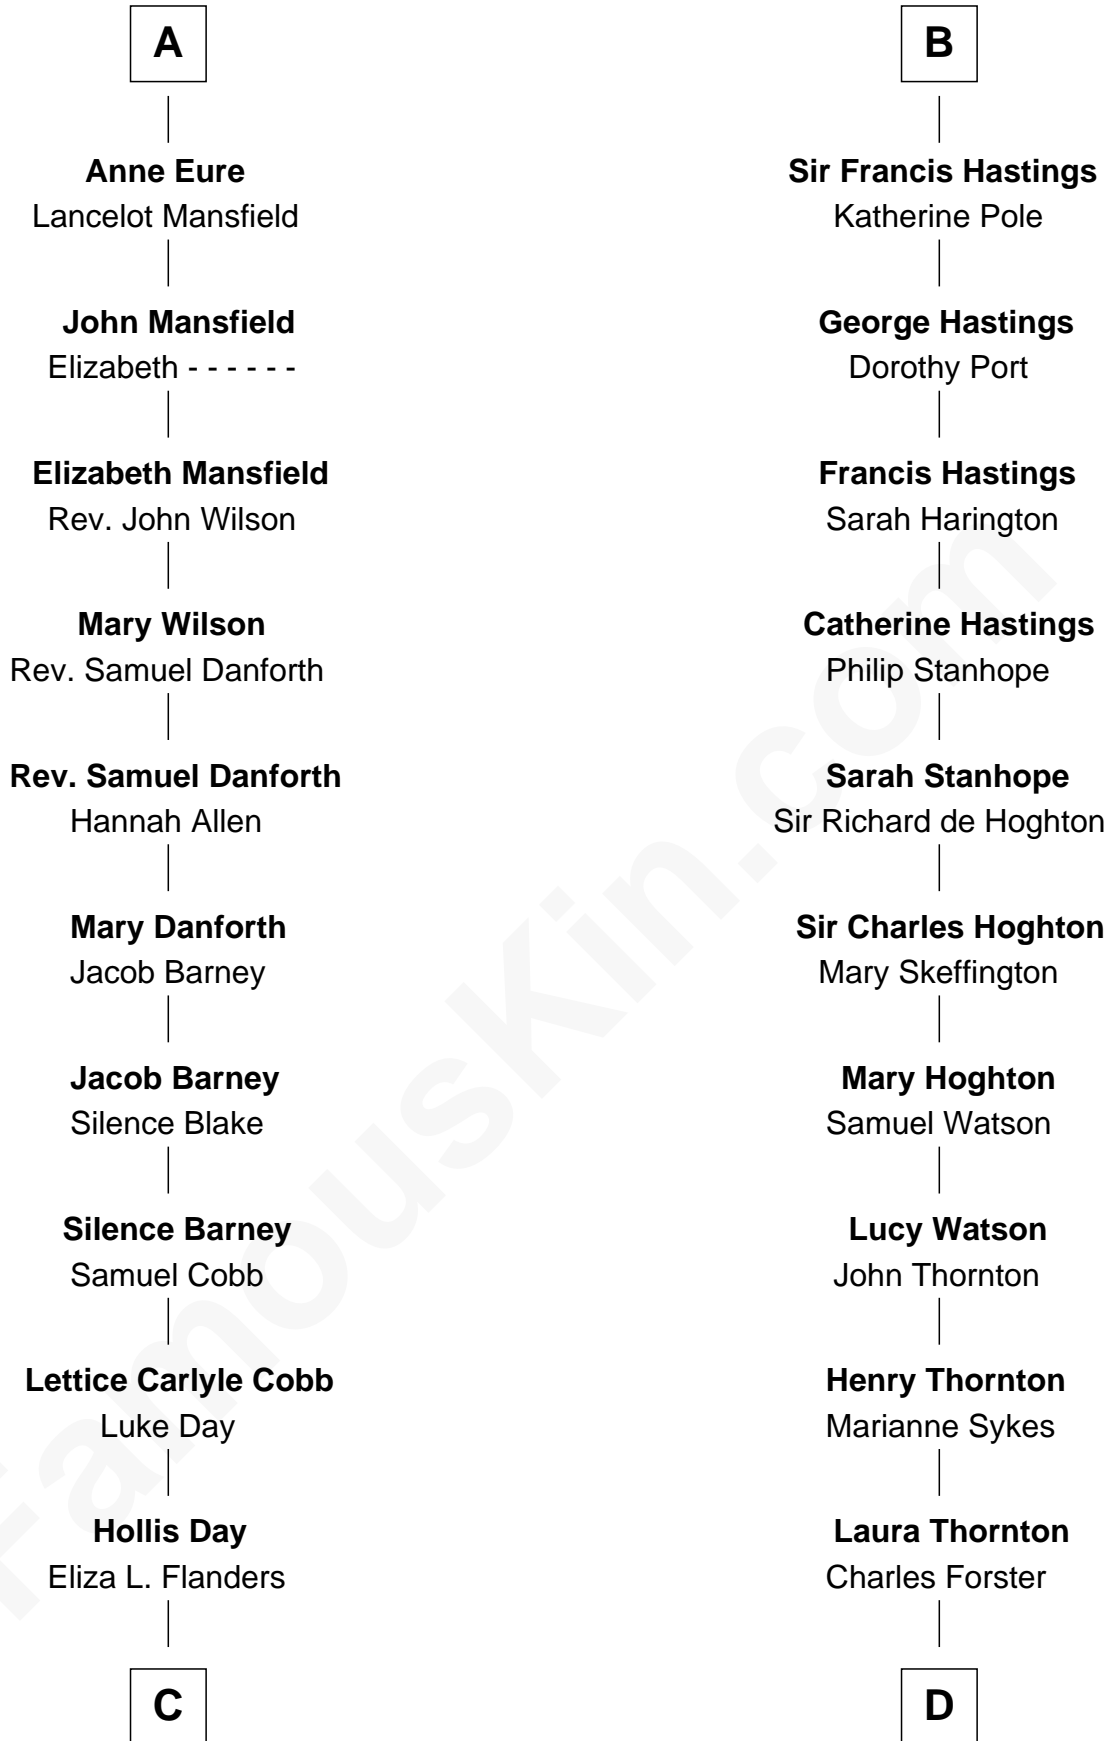 A
Anne Eure
Lancelot Mansfield
John Mansfield
Elizabeth - - - - - -
Elizabeth Mansfield
Rev. John Wilson
Mary Wilson
Rev. Samuel Danforth
Rev. Samuel Danforth
Hannah Allen
Mary Danforth
Jacob Barney
Jacob Barney
Silence Blake
Silence Barney
Samuel Cobb
Lettice Carlyle Cobb
Luke Day
Hollis Day
Eliza L. Flanders
C
B
Sir Francis Hastings
Katherine Pole
George Hastings
Dorothy Port
Francis Hastings
Sarah Harington
Catherine Hastings
Philip Stanhope
Sarah Stanhope
Sir Richard de Hoghton
Sir Charles Hoghton
Mary Skeffington
Mary Hoghton
Samuel Watson
Lucy Watson
John Thornton
Henry Thornton
Marianne Sykes
Laura Thornton
Charles Forster
D
FamousKin.com